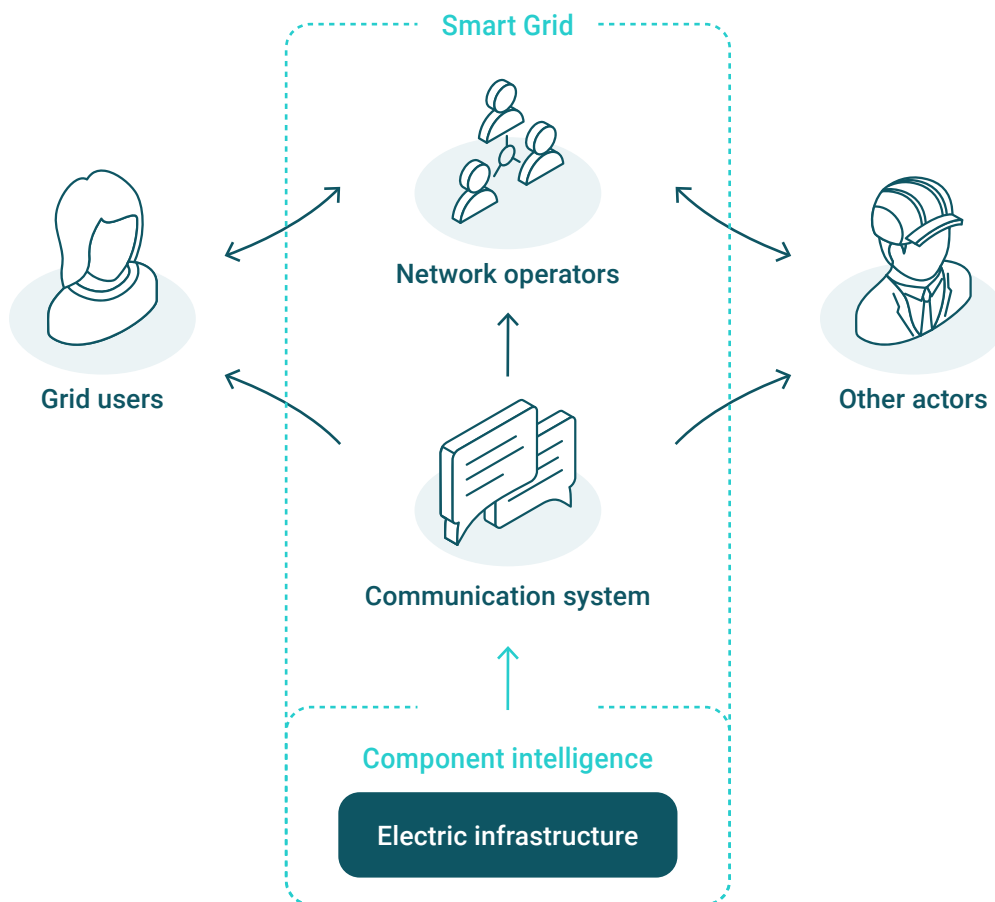 Smart Grid
Network operators
Grid users
Other actors
Communication system
Component intelligence
Electric infrastructure